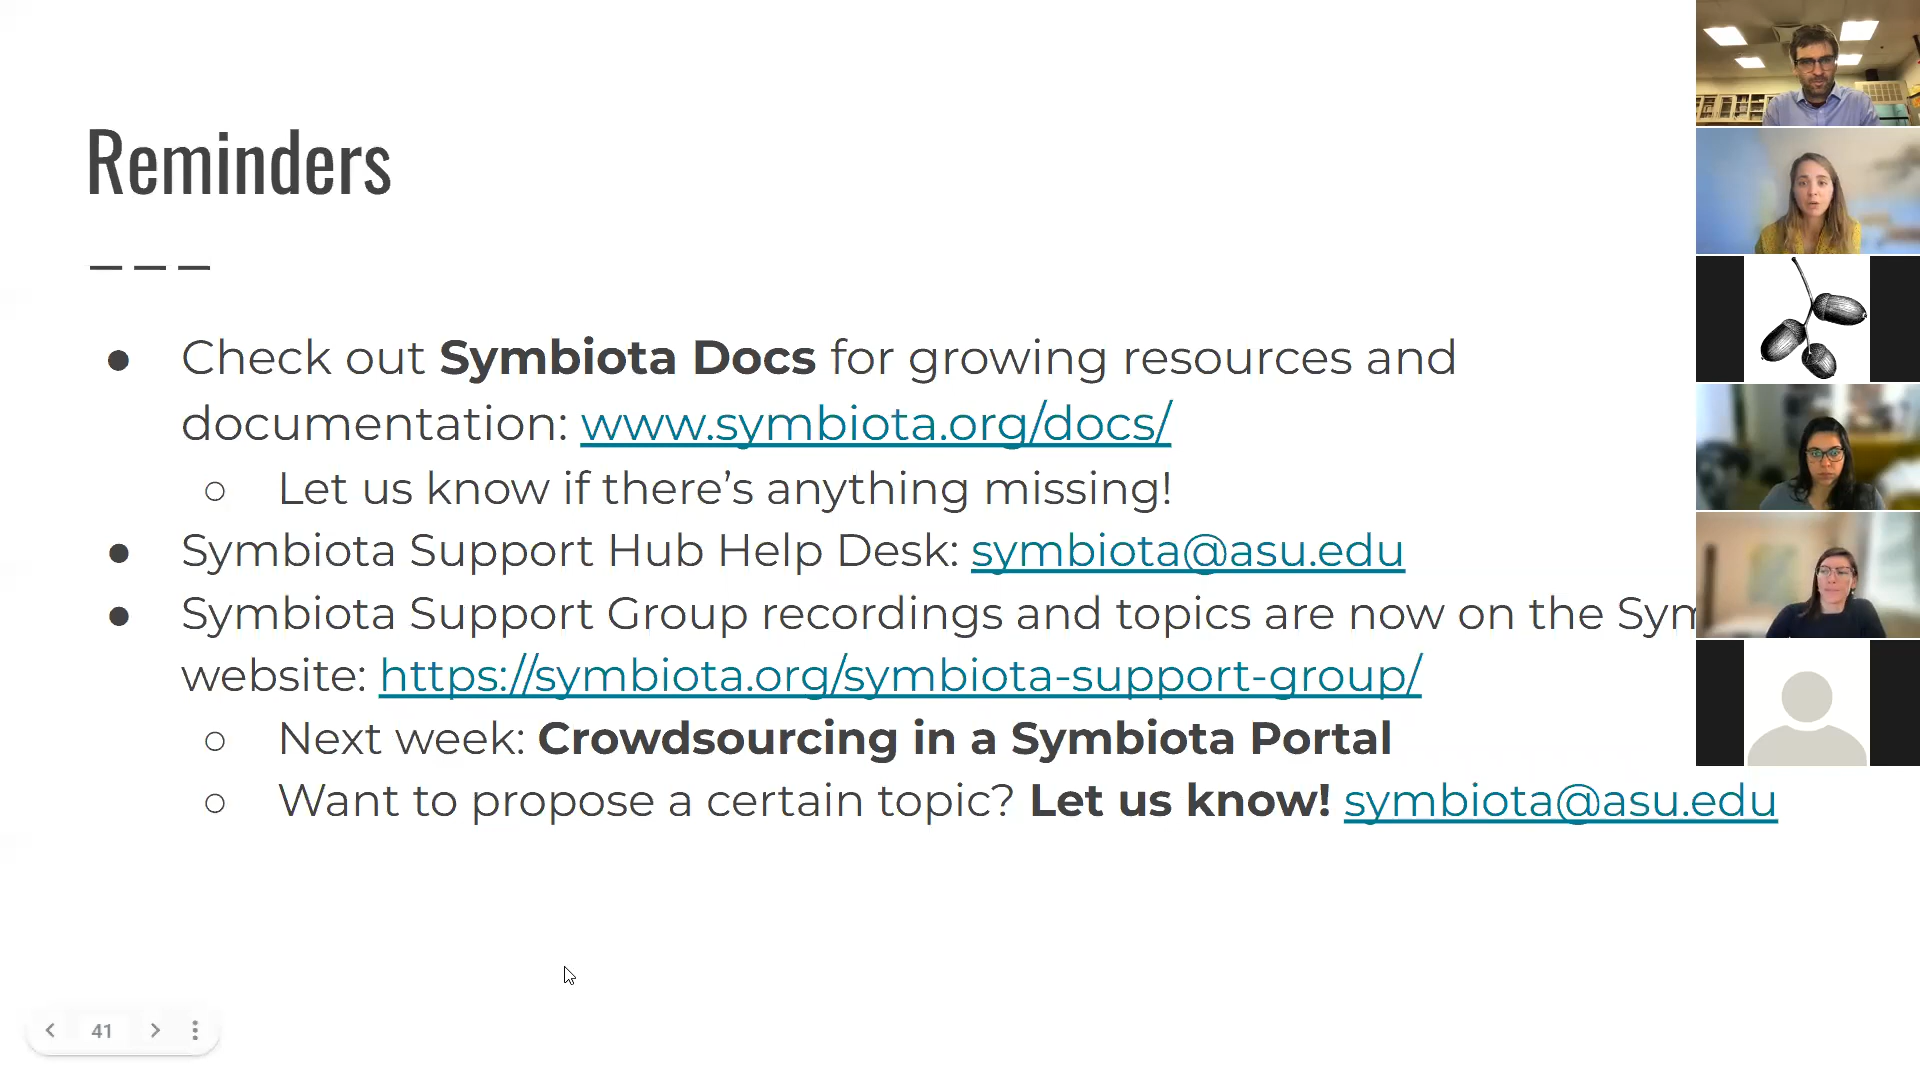 Reminders
● Check out Symbiota Docs for growing resources and
documentation: www.symbiota.org/docs/
○ Let us know if there’s anything missing!
● Symbiota Support Hub Help Desk: symbiota@asu.edu
● Symbiota Support Group recordings and topics are now on the Sym
website: https://symbiota.org/symbiota-support-group/
○ Next week: Crowdsourcing in a Symbiota Portal
○ Want to propose a certain topic? Let us know! symbiota@asu.edu
41